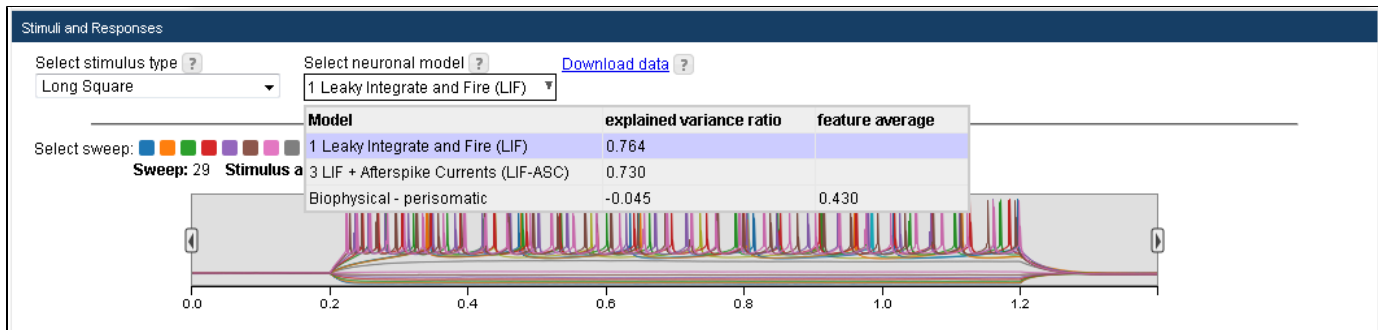 Stimuli and Responses
Select stimulus type ? Select neuronal model ? Download data ?
Long Square 1 Leaky Integrate and Fire (LIF)
Model explained variance ratio feature average
Select sweep: 1 Leaky Integrate and Fire (LIF) 0.764
Sweep: 29 Stimulus a 3 LIF + Afterspike Currents (LIF-ASC) 0.730
Biophysical - perisomatic -0.045 0.430
0.0 0.2 0.4 0.6 0.8 1.0 1.2